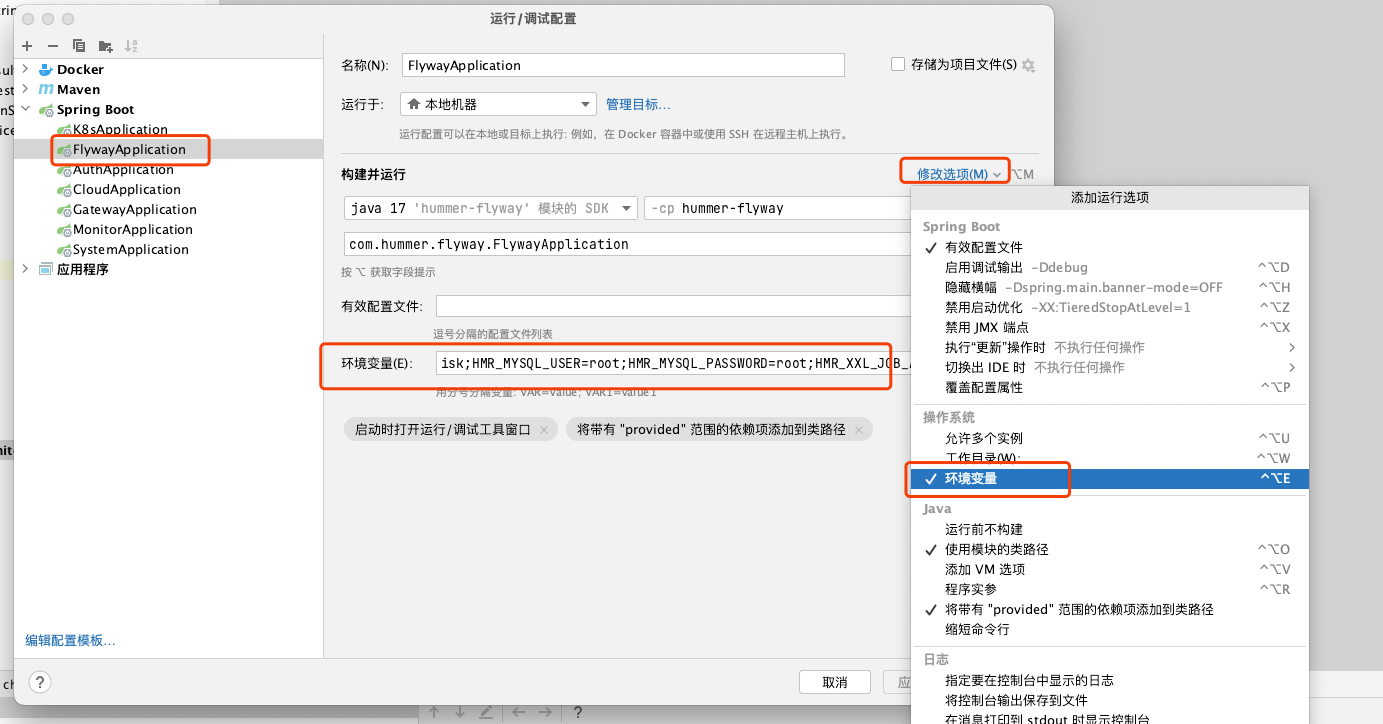 运行/调试配置
Docker
Maven
Spring Boot
K8sApplication
FlywayApplication
AuthApplication
CloudApplication
GatewayApplication
MonitorApplication
SystemApplication
应用程序
编辑配置模板...
名称(N):
FlywayApplication
存储为项目文件(S)
运行于:
本地机器
管理目标...
运行配置可以在本地或目标上执行: 例如，在 Docker 容器中或使用 SSH 在远程主机上执行。
构建并运行
修改选项(M)
⌥M
java 17 'hummer-flyway' 模块的 SDK
-cp hummer-flyway
com.hummer.flyway.FlywayApplication
按 ⌥ 获取字段提示
有效配置文件:
逗号分隔的配置文件列表
环境变量(E):
isk;HMR_MYSQL_USER=root;HMR_MYSQL_PASSWORD=root;HMR_XXL_JOB_
用分号分隔变量: VAR=value; VAR1=value1
启动时打开运行/调试工具窗口
将带有 "provided" 范围的依赖项添加到类路径
取消
应
?
添加运行选项
Spring Boot
✓ 有效配置文件
启用调试输出 -Ddebug ^⌥D
隐藏横幅 -Dspring.main.banner-mode=OFF ^⌥H
禁用启动优化 -XX:TieredStopAtLevel=1 ^⌥Z
禁用 JMX 端点 ^⌥X
执行“更新”操作时 不执行任何操作
切换出 IDE 时 不执行任何操作
覆盖配置属性 ^⌥P
操作系统
允许多个实例 ^⌥U
工作目录(W): ^⌥W
✓ 环境变量 ^⌥E
Java
运行前不构建
✓ 使用模块的类路径 ^⌥O
添加 VM 选项 ^⌥V
程序实参 ^⌥R
✓ 将带有 "provided" 范围的依赖项添加到类路径
缩短命令行
日志
指定要在控制台中显示的日志
将控制台输出保存到文件
在消息打印到 stdout 时显示控制台
?